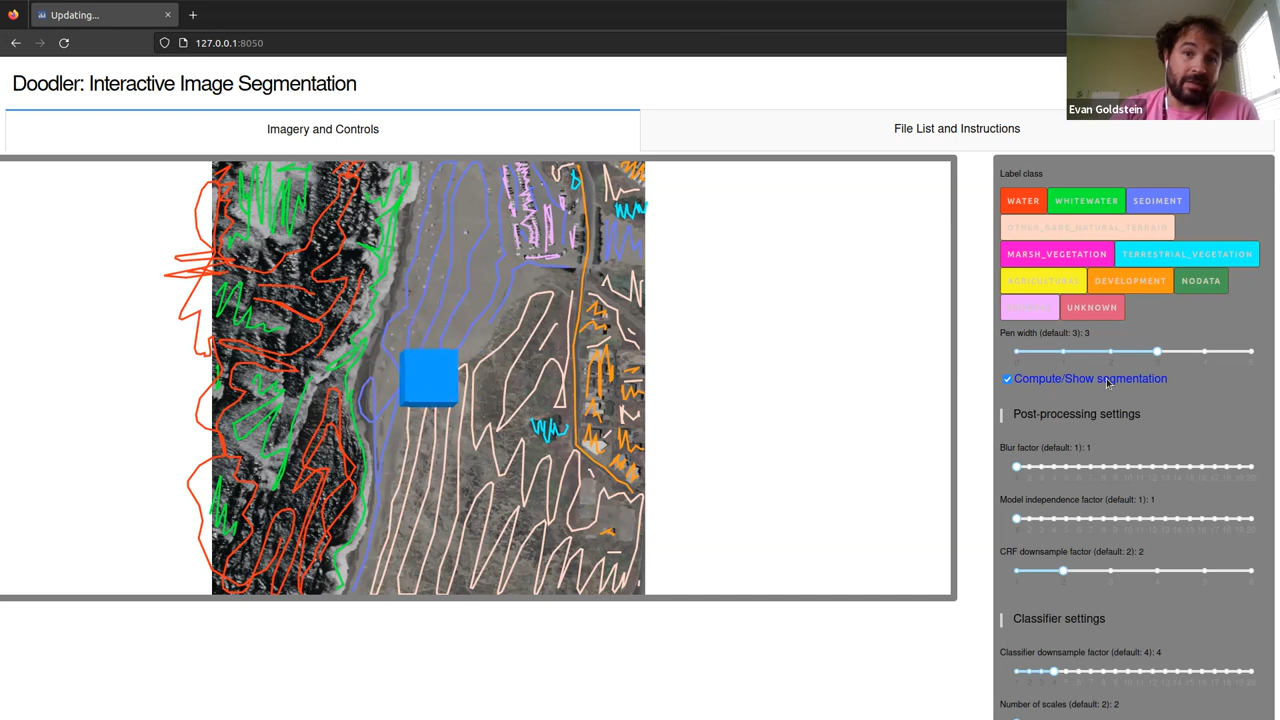 Updating...
127.0.0.1:8050
Evan Goldstein
Doodler: Interactive Image Segmentation
Imagery and Controls
File List and Instructions
Label class
WATER
WHITEWATER
SEDIMENT
OTHER_BARE_NATURAL_TERRAIN
MARSH_VEGETATION
TERRESTRIAL_VEGETATION
AGRICULTURAL
DEVELOPMENT
NODATA
UNKNOWN
Pen width (default: 3): 3
Compute/Show segmentation
Post-processing settings
Blur factor (default: 1): 1
Model independence factor (default: 1): 1
CRF downsample factor (default: 2): 2
Classifier settings
Classifier downsample factor (default: 4): 4
Number of scales (default: 2): 2